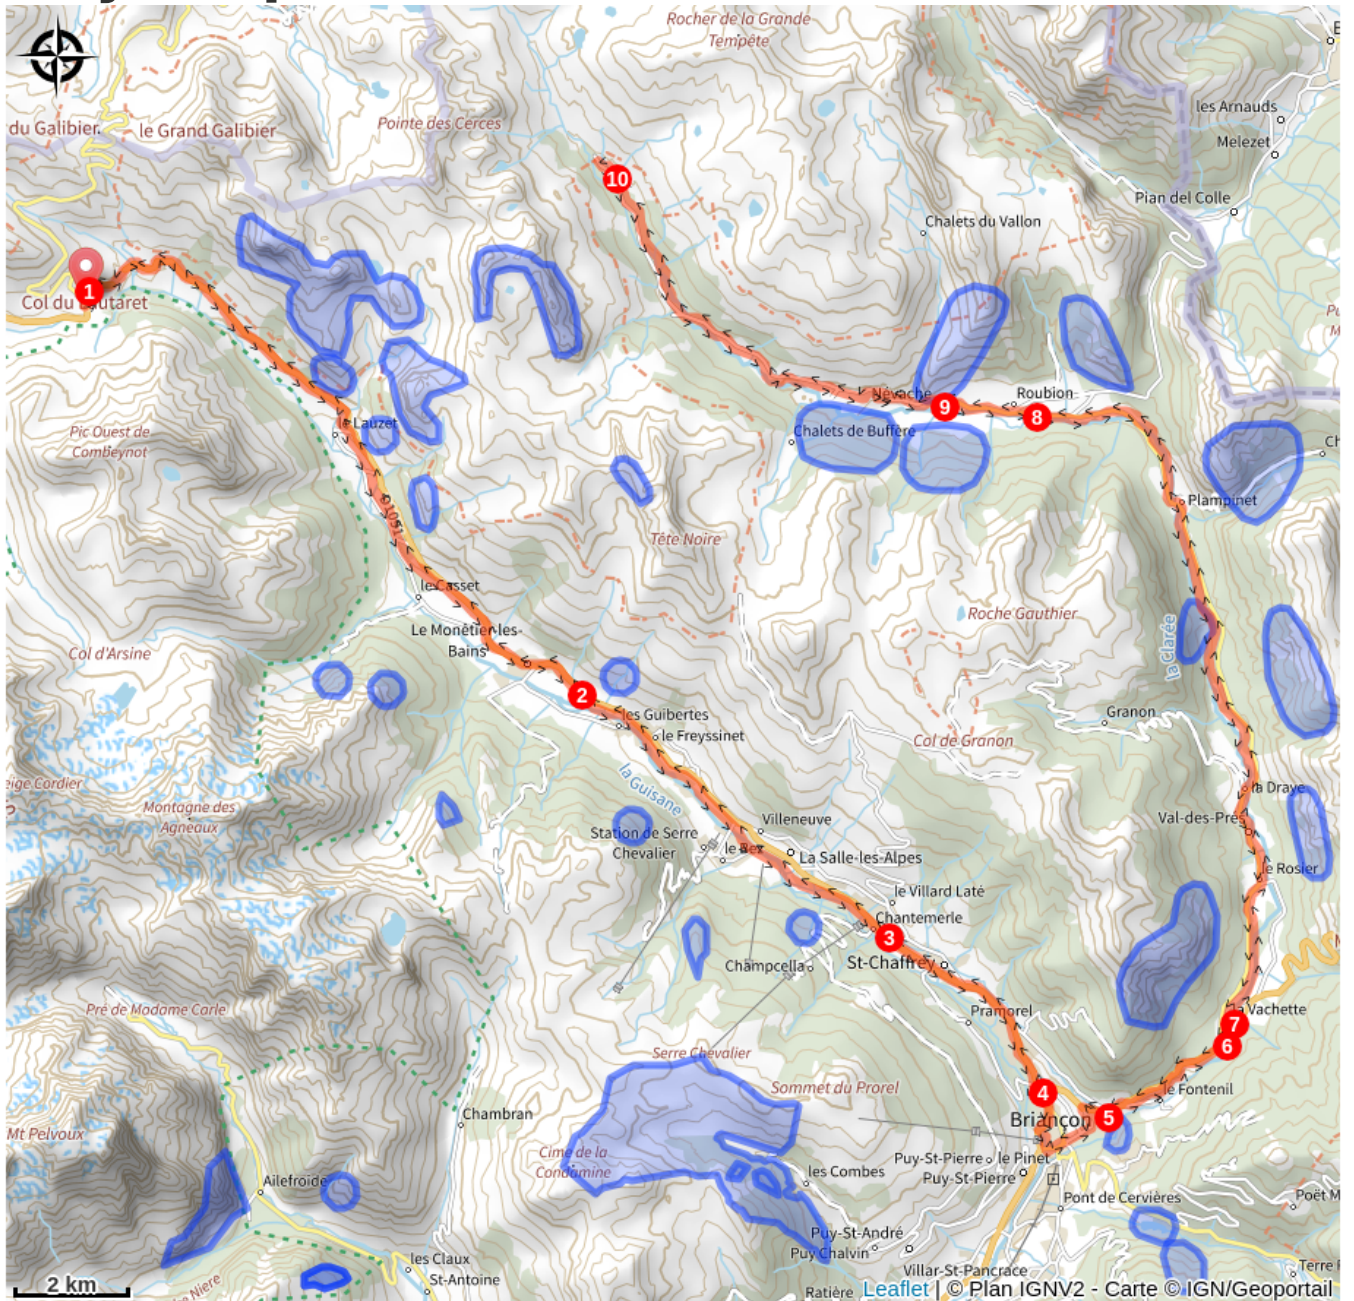 Rocher de la Grande
Tempête
les Arnauds
du Galibier
le Grand Galibier
Pointe des Cerces
Melezet
10
Pian del Colle
Chalets du Vallon
1
Col du Lautaret
Névache
Roubion
9
8
le Lauzet
Chalets de Buffère
Pic Ouest de
Combeynot
Plampinet
D1091
Tête Noire
le Casset
Roche Gauthier
Le Monêtier-les-
Bains
la Clarée
Col d'Arsine
2
les Guibertes
le Freyssinet
Granon
Col de Granon
eige Cordier
la Guisane
la Draye
Montagne des
Agneaux
Villeneuve
Val-des-Prés
Station de Serre
Chevalier
le Bez
La Salle-les-Alpes
le Rosier
le Villard Laté
Chantemerle
3
Champcella
St-Chaffrey
Pré de Madame Carle
Pramorel
la Vachette
7
6
Serre Chevalier
Sommet du Prorel
4
le Fontenil
Chambran
Briançon
5
Mt Pelvoux
Cime de la
Condamine
Puy-St-Pierre
le Pinet
les Combes
Puy-St-Pierre
Ailefroide
Pont de Cervières
Poët M
Puy-St-André
Puy Chalvin
les Claux
St-Antoine
Villar-St-Pancrace
Terre
Ratière
2 km
Leaflet | © Plan IGNV2 - Carte © IGN/Geoportail